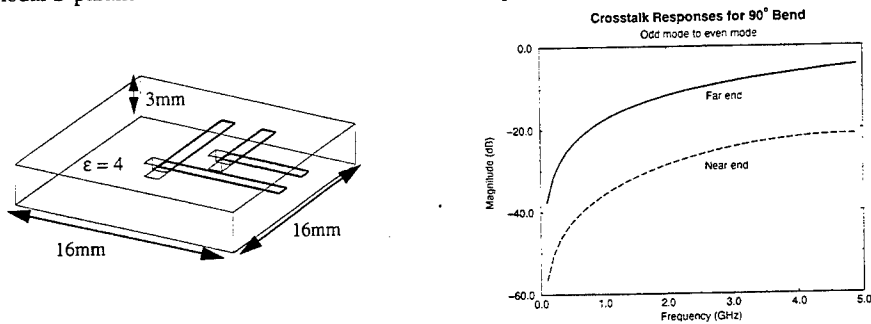 3mm
ε = 4
16mm
16mm
Crosstalk Responses for 90° Bend
Odd mode to even mode
Magnitude (dB)
0.0
-20.0
-40.0
-60.0
Far end
Near end
0.0
1.0
2.0
3.0
4.0
5.0
Frequency (GHz)